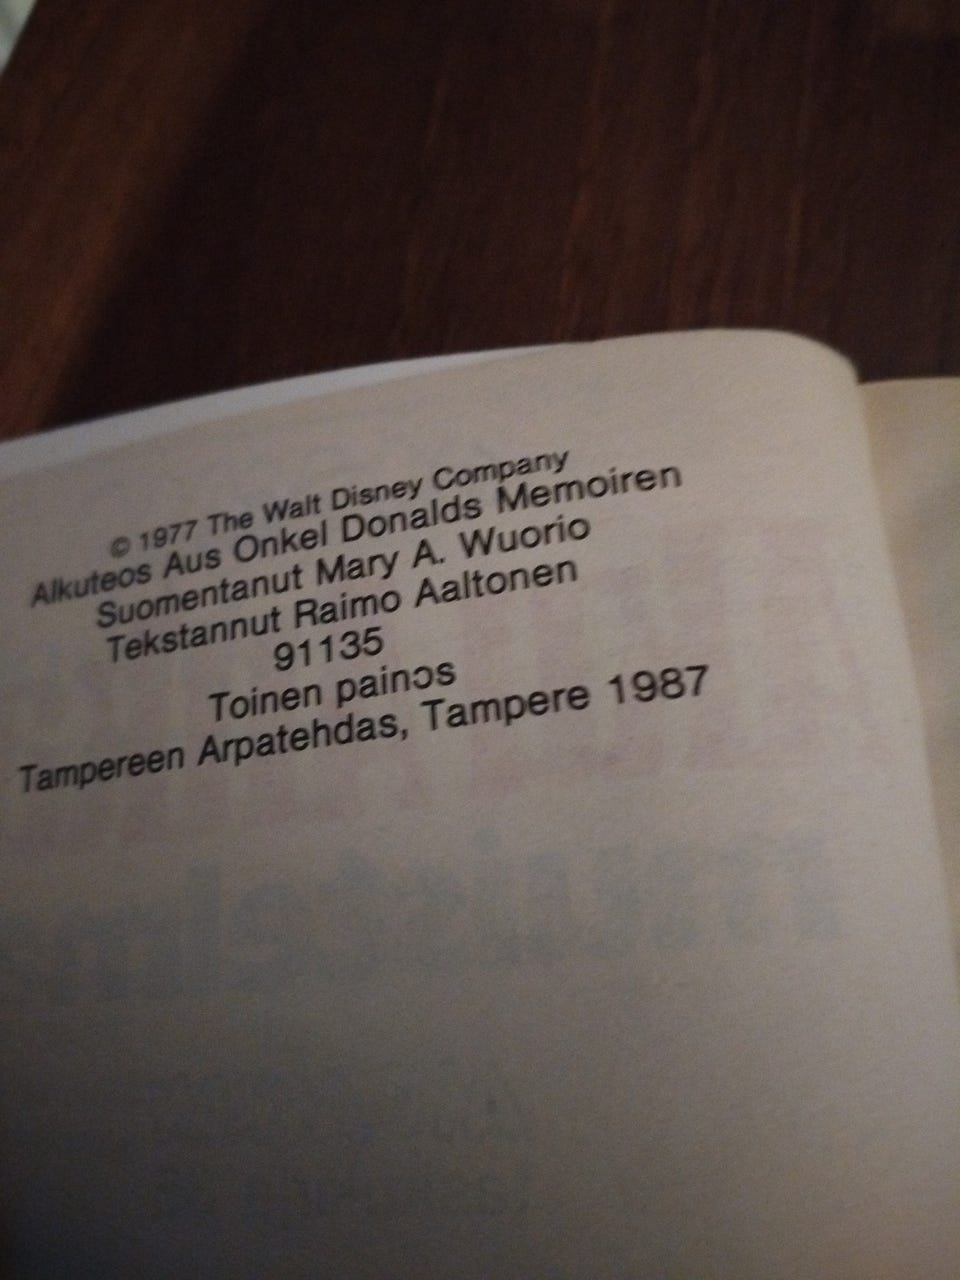 © 1977 The Walt Disney Company
Alkuteos Aus Onkel Donalds Memoiren
Suomentanut Mary A. Wuorio
Tekstannut Raimo Aaltonen
91135
Toinen painos
Tampereen Arpatehdas, Tampere 1987